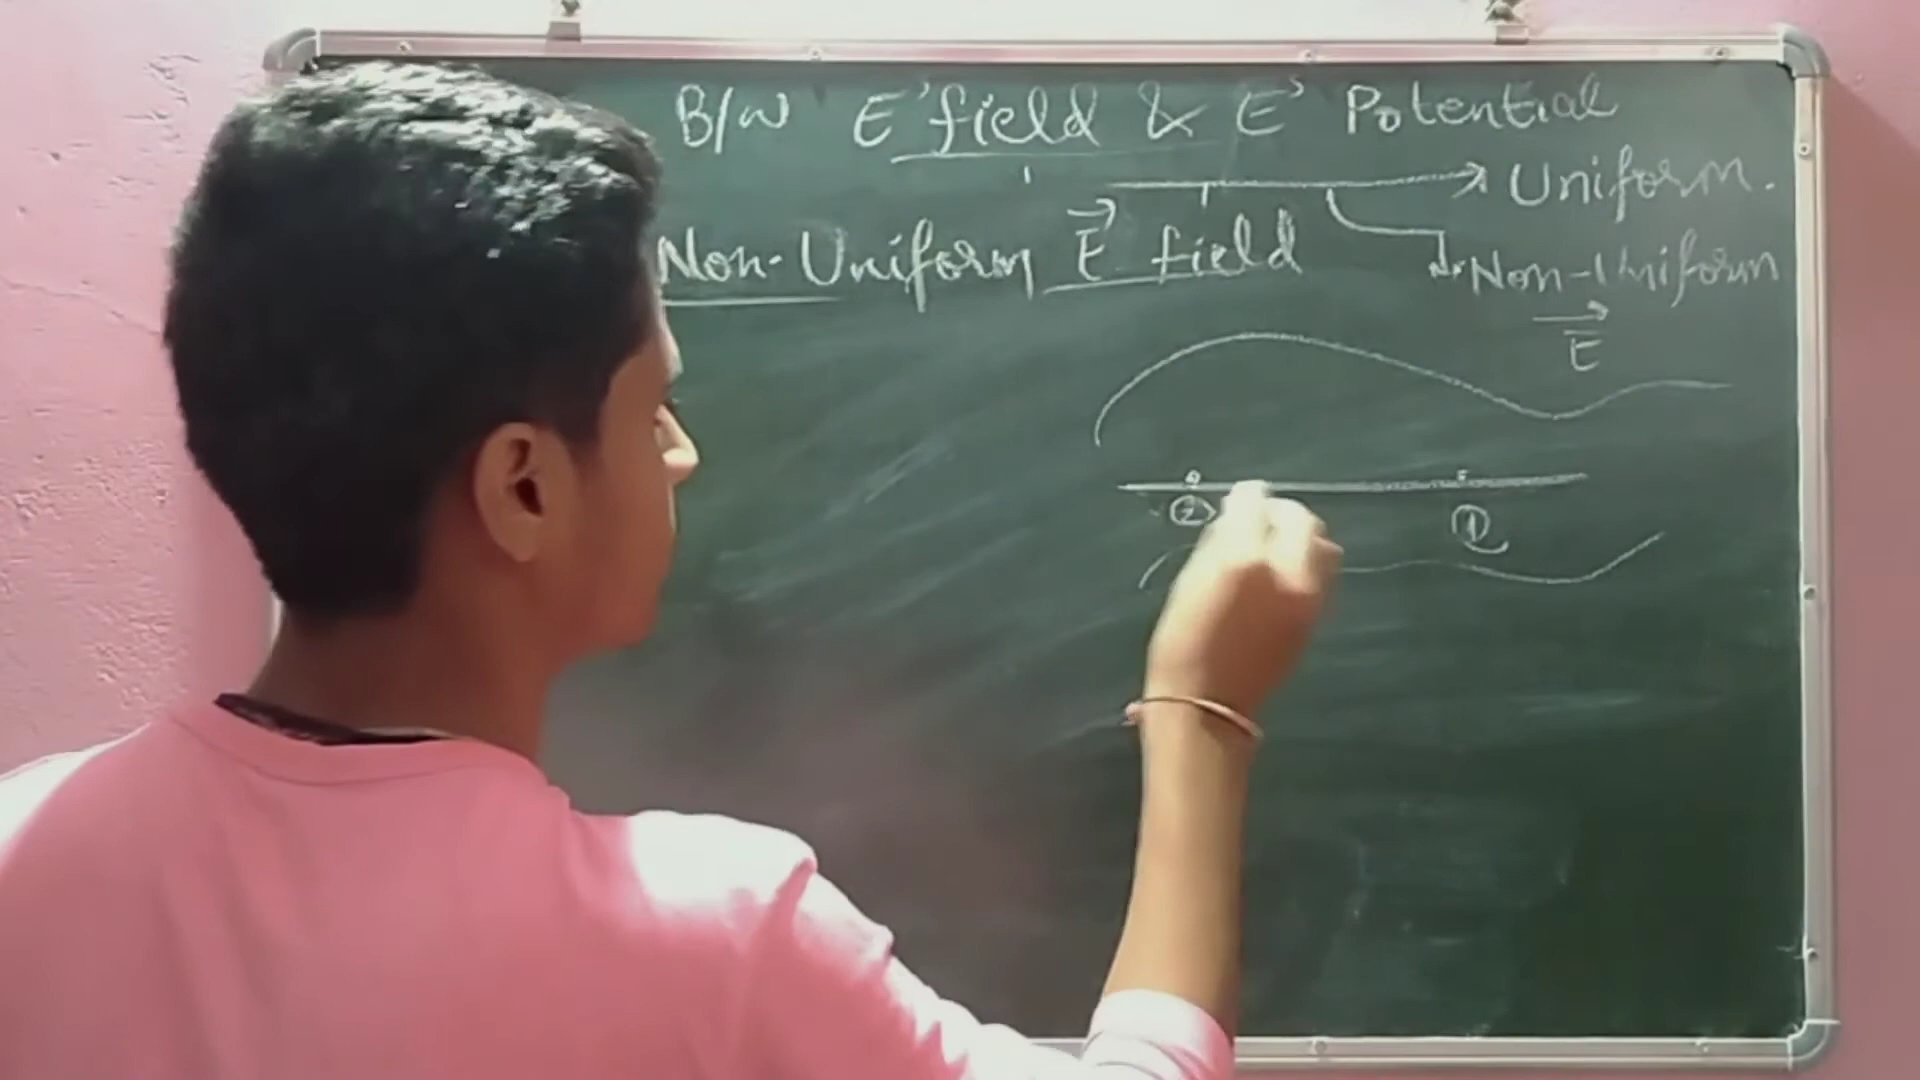 B/w E' field & E' Potential
→ Uniform.
Non-Uniform E⃗ field
Non-Uniform
E⃗
② ①